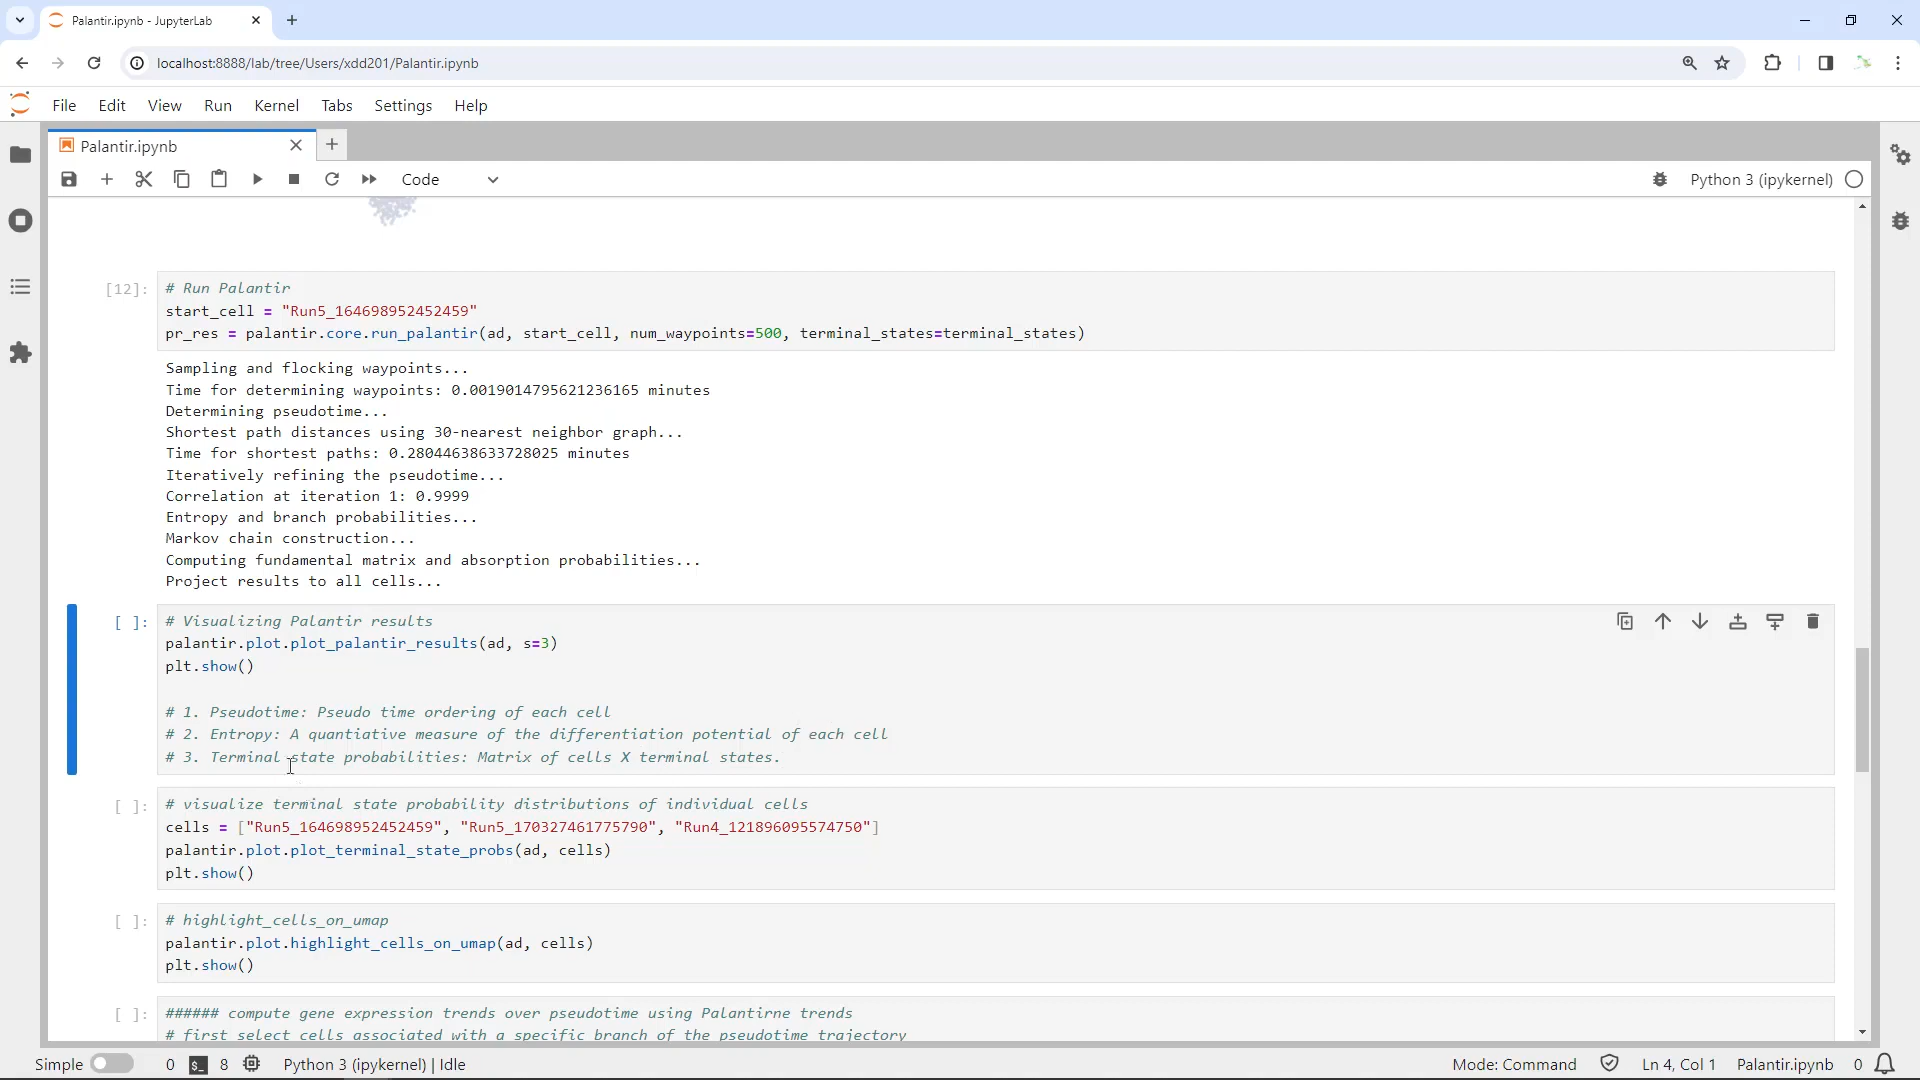 Palantir.ipynb - JupyterLab
localhost:8888/lab/tree/Users/xdd201/Palantir.ipynb
File Edit View Run Kernel Tabs Settings Help
Palantir.ipynb
Code Python 3 (ipykernel)
[12]: # Run Palantir
start_cell = "Run5_164698952452459"
pr_res = palantir.core.run_palantir(ad, start_cell, num_waypoints=500, terminal_states=terminal_states)
Sampling and flocking waypoints...
Time for determining waypoints: 0.0019014795621236165 minutes
Determining pseudotime...
Shortest path distances using 30-nearest neighbor graph...
Time for shortest paths: 0.28044638633728025 minutes
Iteratively refining the pseudotime...
Correlation at iteration 1: 0.9999
Entropy and branch probabilities...
Markov chain construction...
Computing fundamental matrix and absorption probabilities...
Project results to all cells...
[ ]: # Visualizing Palantir results
palantir.plot.plot_palantir_results(ad, s=3)
plt.show()
# 1. Pseudotime: Pseudo time ordering of each cell
# 2. Entropy: A quantiative measure of the differentiation potential of each cell
# 3. Terminal state probabilities: Matrix of cells X terminal states.
[ ]: # visualize terminal state probability distributions of individual cells
cells = ["Run5_164698952452459", "Run5_170327461775790", "Run4_121896095574750"]
palantir.plot.plot_terminal_state_probs(ad, cells)
plt.show()
[ ]: # highlight_cells_on_umap
palantir.plot.highlight_cells_on_umap(ad, cells)
plt.show()
[ ]: ###### compute gene expression trends over pseudotime using Palantirne trends
# first select cells associated with a specific branch of the pseudotime trajectory
Simple 0 $_ 8 Python 3 (ipykernel) | Idle Mode: Command Ln 4, Col 1 Palantir.ipynb 0